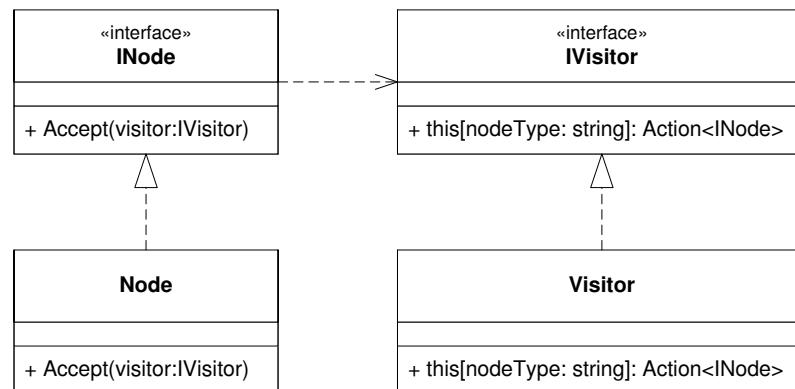 «interface»
INode
+ Accept(visitor:IVisitor)
«interface»
IVisitor
+ this[nodeType: string]: Action<INode>
Node
+ Accept(visitor:IVisitor)
Visitor
+ this[nodeType: string]: Action<INode>